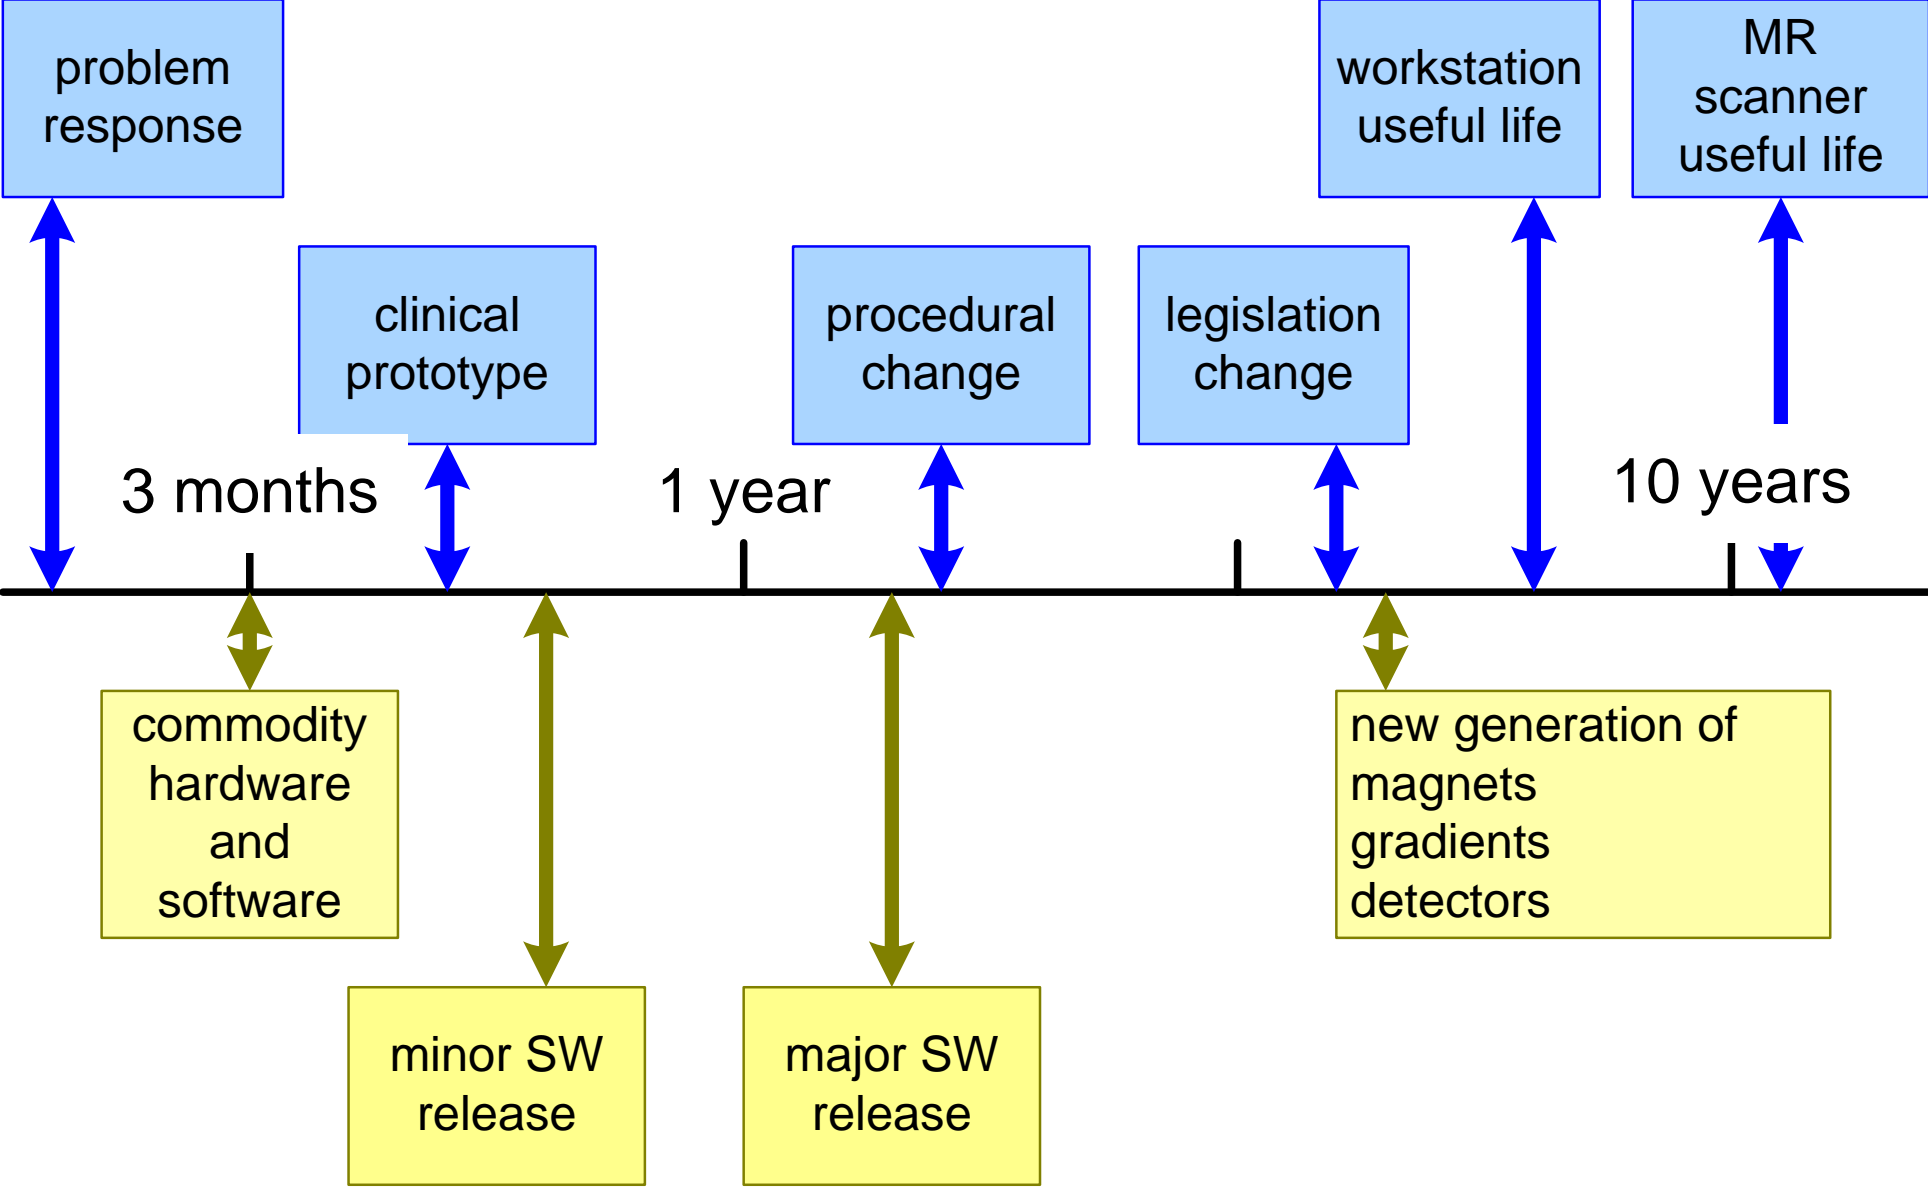 problem
response
workstation
useful life
MR
scanner
useful life
clinical
prototype
procedural
change
legislation
change
3 months
1 year
10 years
commodity
hardware
and
software
new generation of
magnets
gradients
detectors
minor SW
release
major SW
release